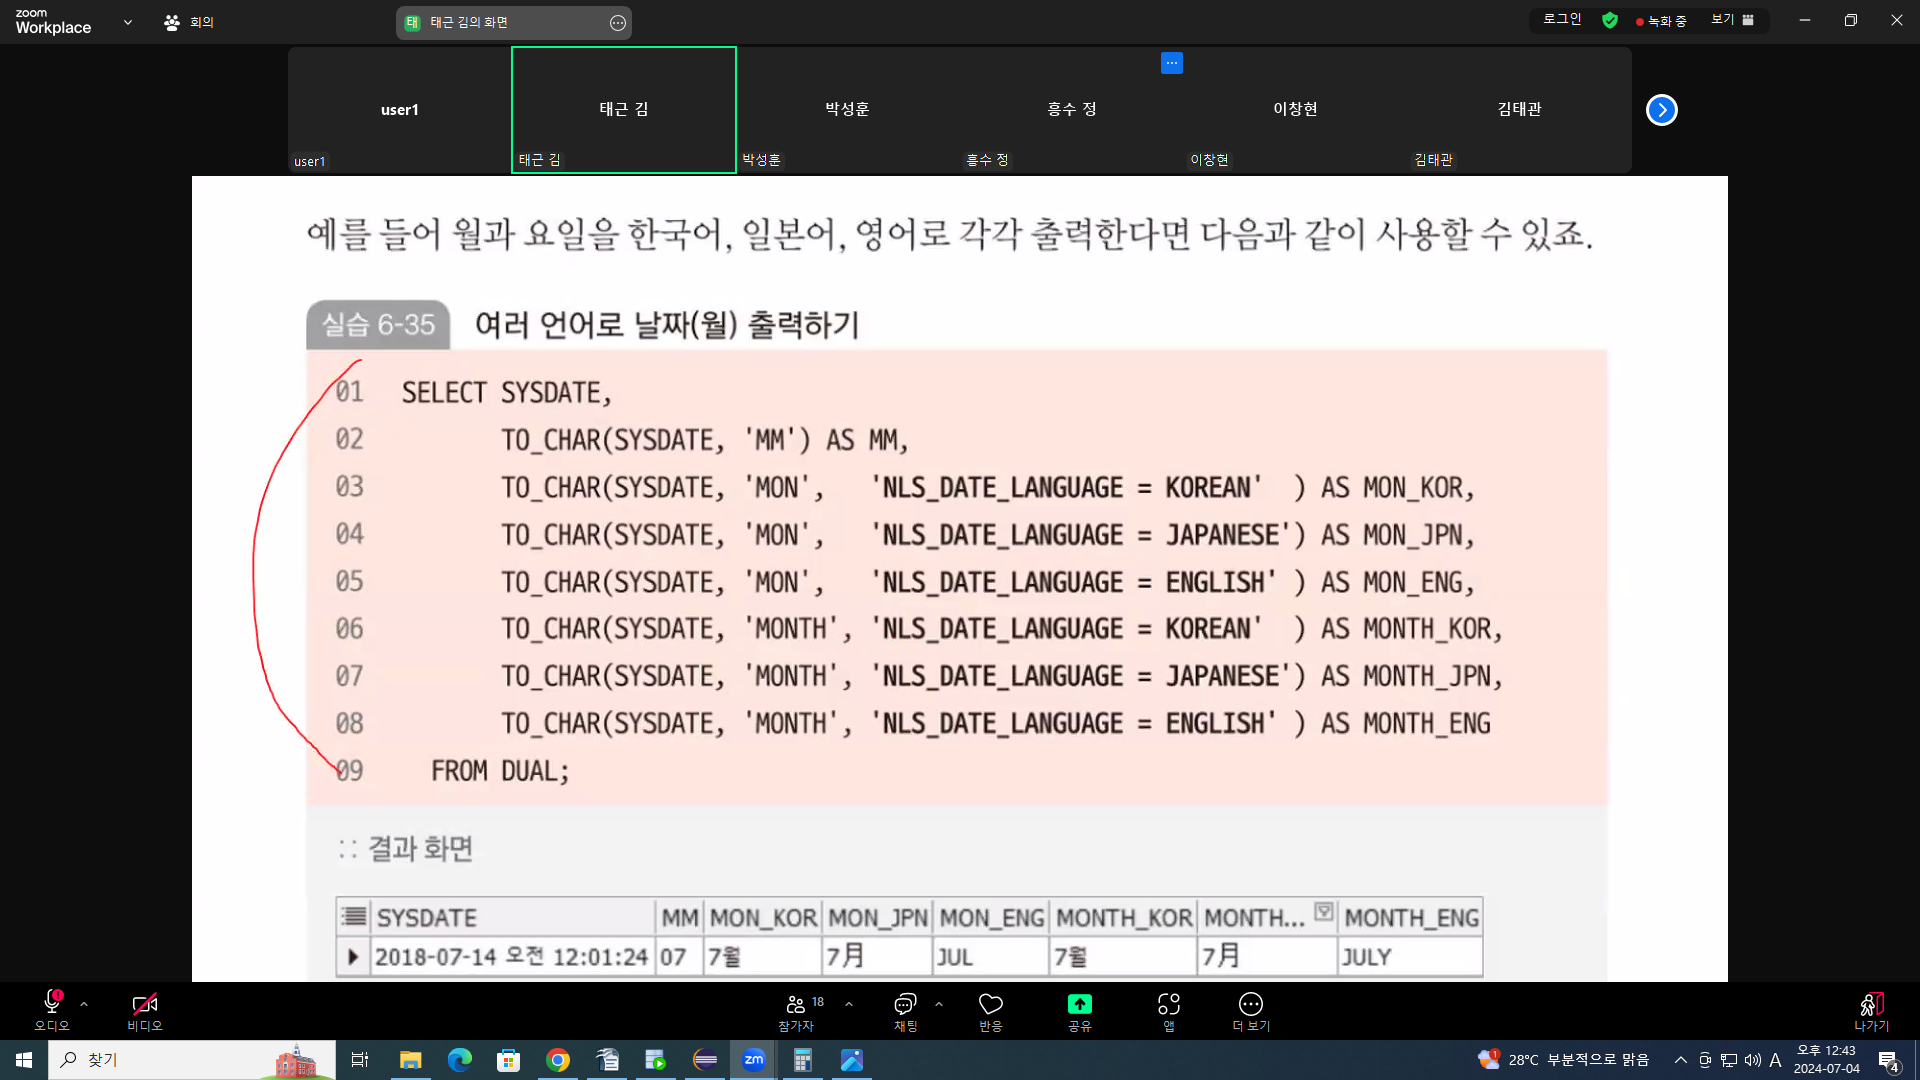 zoom
Workplace
회의
태 태근 김의 화면
로그인
녹화 중
보기
user1
태근 김
박성훈
흥수 정
이창현
김태관
user1
태근 김
박성훈
흥수 정
이창현
김태관
예를 들어 월과 요일을 한국어, 일본어, 영어로 각각 출력한다면 다음과 같이 사용할 수 있죠.
실습 6-35 여러 언어로 날짜(월) 출력하기
01 SELECT SYSDATE,
02 TO_CHAR(SYSDATE, 'MM') AS MM,
03 TO_CHAR(SYSDATE, 'MON', 'NLS_DATE_LANGUAGE = KOREAN' ) AS MON_KOR,
04 TO_CHAR(SYSDATE, 'MON', 'NLS_DATE_LANGUAGE = JAPANESE') AS MON_JPN,
05 TO_CHAR(SYSDATE, 'MON', 'NLS_DATE_LANGUAGE = ENGLISH' ) AS MON_ENG,
06 TO_CHAR(SYSDATE, 'MONTH', 'NLS_DATE_LANGUAGE = KOREAN' ) AS MONTH_KOR,
07 TO_CHAR(SYSDATE, 'MONTH', 'NLS_DATE_LANGUAGE = JAPANESE') AS MONTH_JPN,
08 TO_CHAR(SYSDATE, 'MONTH', 'NLS_DATE_LANGUAGE = ENGLISH' ) AS MONTH_ENG
09 FROM DUAL;
:: 결과 화면
SYSDATE MM MON_KOR MON_JPN MON_ENG MONTH_KOR MONTH... MONTH_ENG
2018-07-14 오전 12:01:24 07 7월 7月 JUL 7월 7月 JULY
오디오
비디오
참가자 18
채팅
반응
공유
앱
더 보기
나가기
찾기
zm
1
28°C 부분적으로 맑음
A
오후 12:43
2024-07-04
4